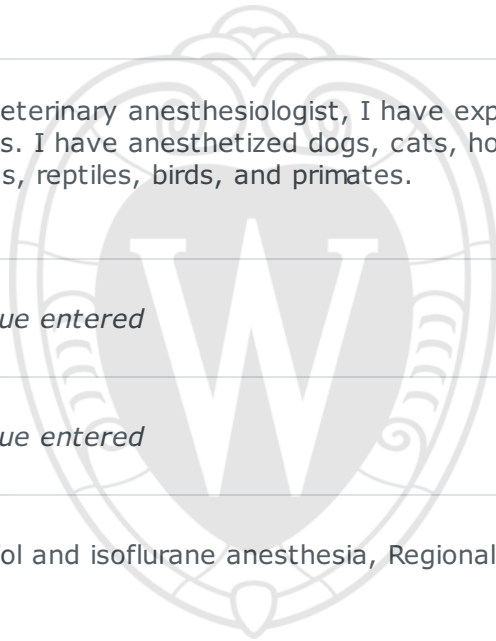 eterinary anesthesiologist, I have exp
s. I have anesthetized dogs, cats, ho
s, reptiles, birds, and primates.
ue entered
ue entered
ol and isoflurane anesthesia, Regional
W